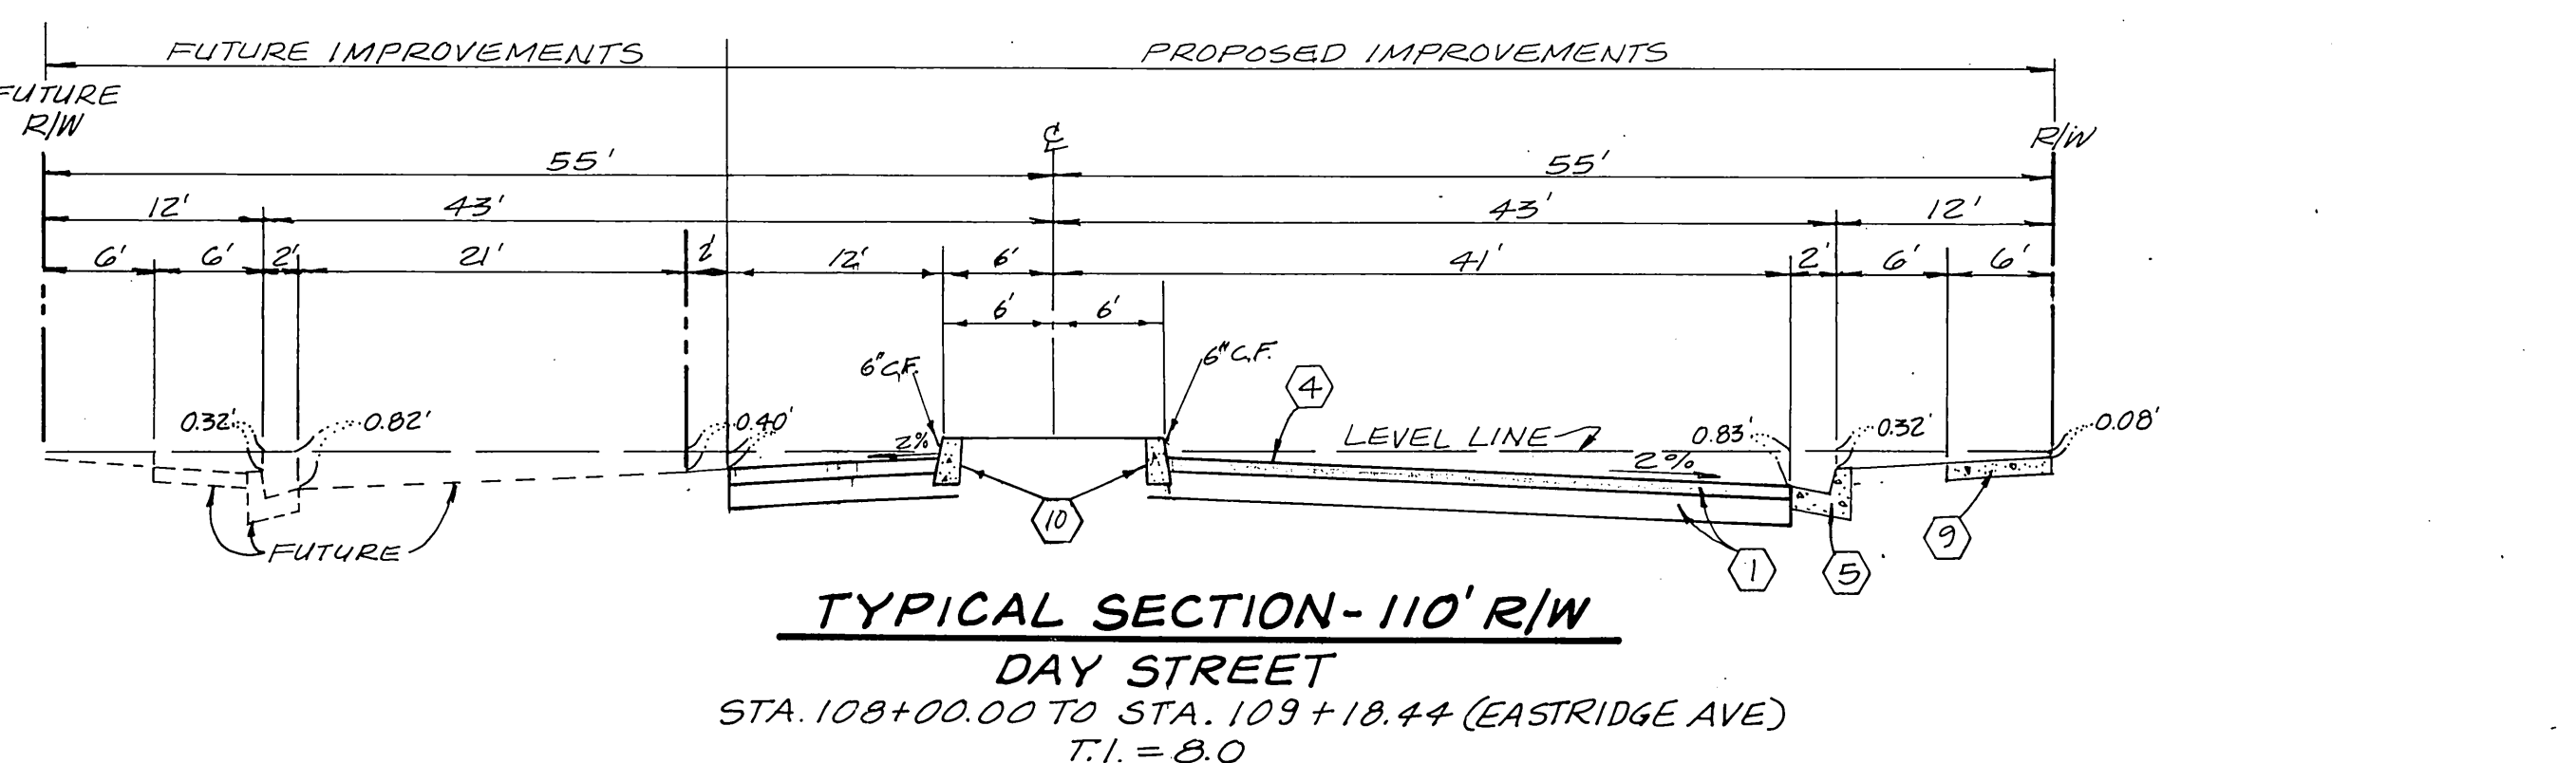 FUTURE IMPROVEMENTS PROPOSED IMPROVEMENTS
FUTURE
R/W
℄
R/W
55' 55'
12' 43' 43' 12'
6' 6' 2' 21' 2' 12' 6' 41' 2' 6' 6'
6' 6'
6" C.F. 6" C.F.
4
0.32' 0.82' 0.40' 2% LEVEL LINE 0.83' 0.32' 0.08'
2%
10
9
FUTURE
1 5
TYPICAL SECTION-110' R/W
DAY STREET
STA. 108+00.00 TO STA. 109+18.44 (EASTRIDGE AVE)
T.I. = 8.0